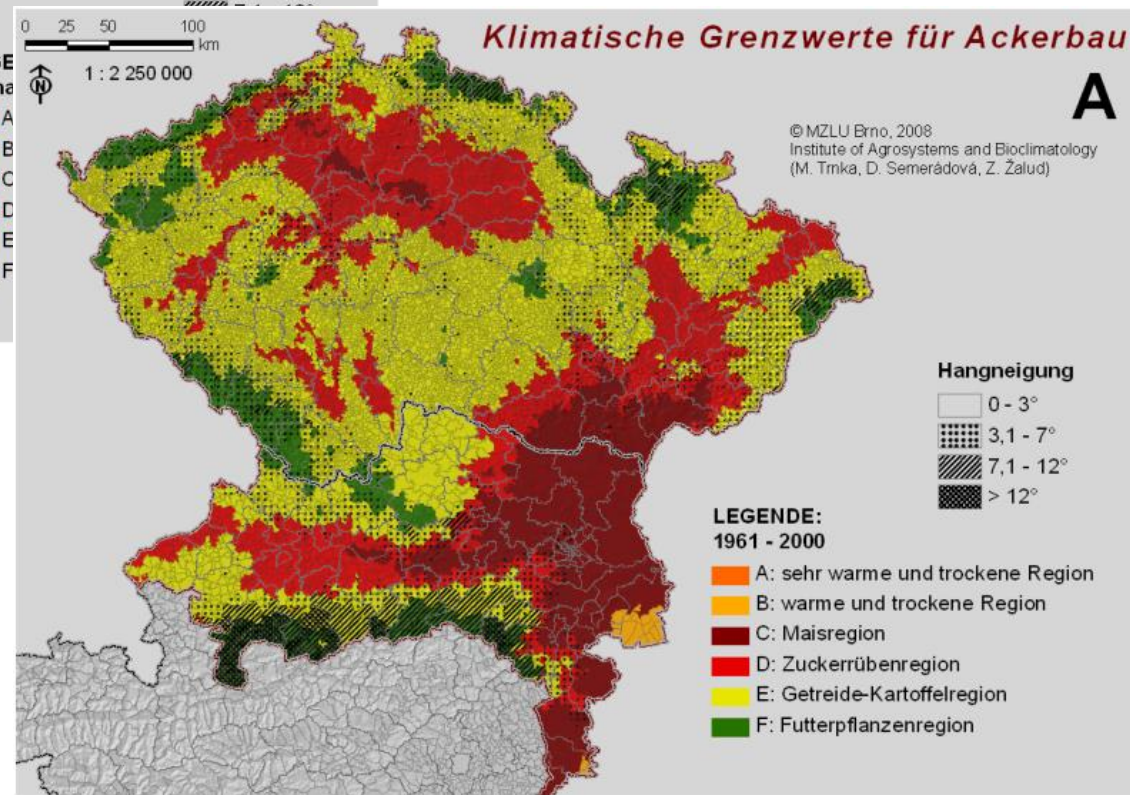 0 25 50 100
km
1 : 2 250 000
N
Klimatische Grenzwerte für Ackerbau
A
© MZLU Brno, 2008
Institute of Agrosystems and Bioclimatology
(M. Trnka, D. Semerádová, Z. Žalud)
A
B
C
D
E
F
Hangneigung
0 - 3°
3,1 - 7°
7,1 - 12°
> 12°
LEGENDE:
1961 - 2000
A: sehr warme und trockene Region
B: warme und trockene Region
C: Maisregion
D: Zuckerrübenregion
E: Getreide-Kartoffelregion
F: Futterpflanzenregion